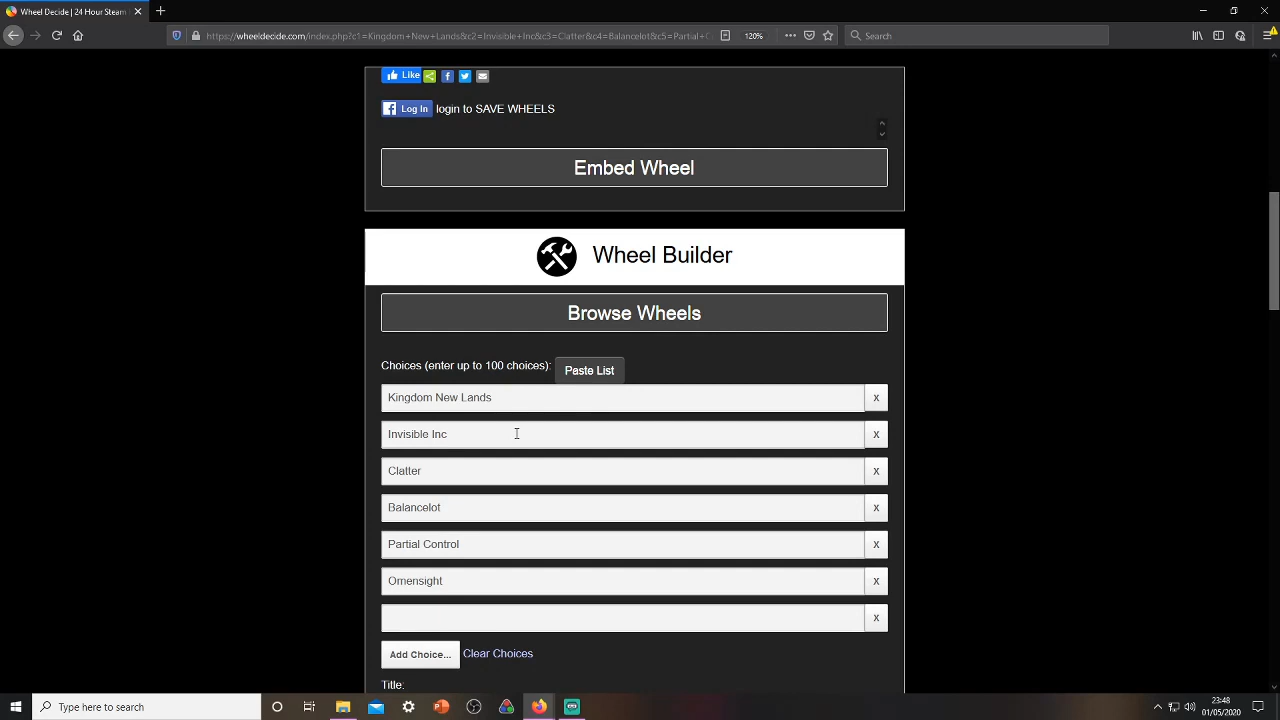 Wheel Decide | 24 Hour Steam
https://wheeldecide.com/index.php?c1=Kingdom+New+Lands&c2=Invisible+Inc&c3=Clatter&c4=Balancelot&c5=Partial+C
120%
Search
Like
Log In login to SAVE WHEELS
Embed Wheel
Wheel Builder
Browse Wheels
Choices (enter up to 100 choices): Paste List
Kingdom New Lands X
Invisible Inc X
Clatter X
Balancelot X
Partial Control X
Omensight X
X
Add Choice... Clear Choices
Title:
Type here to search
23:48
01/05/2020